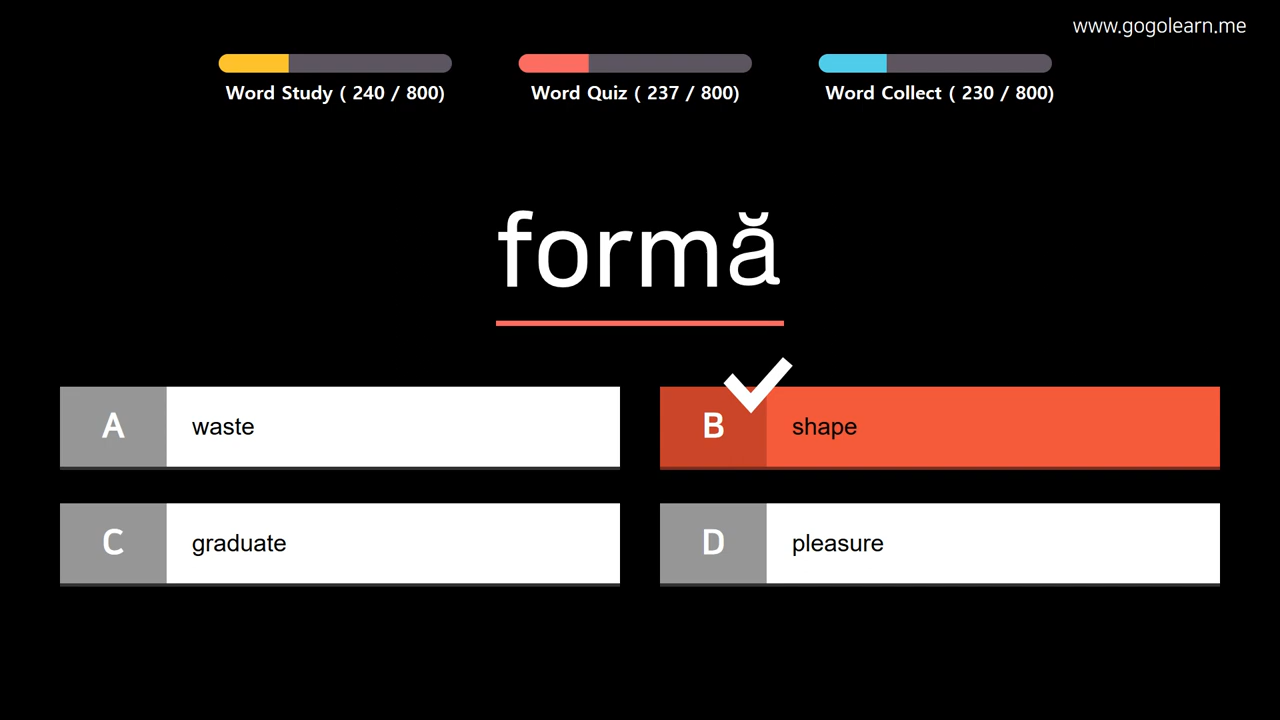 www.gogolearn.me
Word Study ( 240 / 800)
Word Quiz ( 237 / 800)
Word Collect ( 230 / 800)
formă
A waste
B shape
C graduate
D pleasure